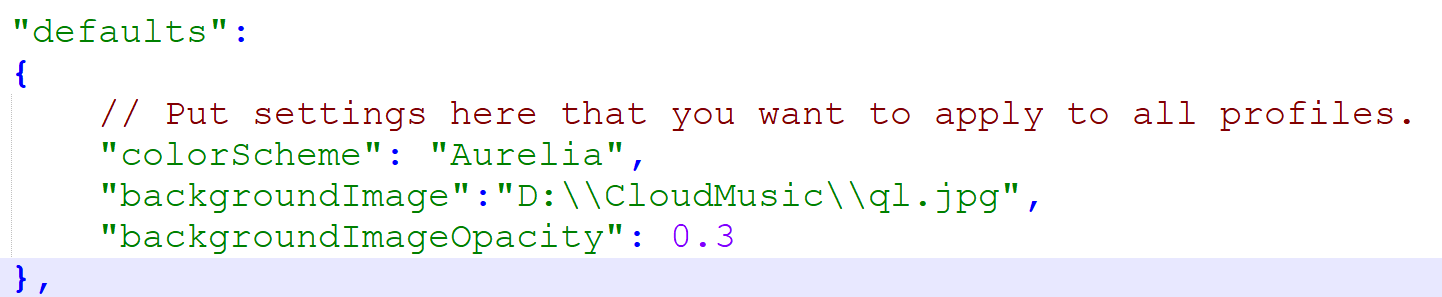 "defaults":
{
    // Put settings here that you want to apply to all profiles.
    "colorScheme": "Aurelia",
    "backgroundImage":"D:\\CloudMusic\\ql.jpg",
    "backgroundImageOpacity": 0.3
},